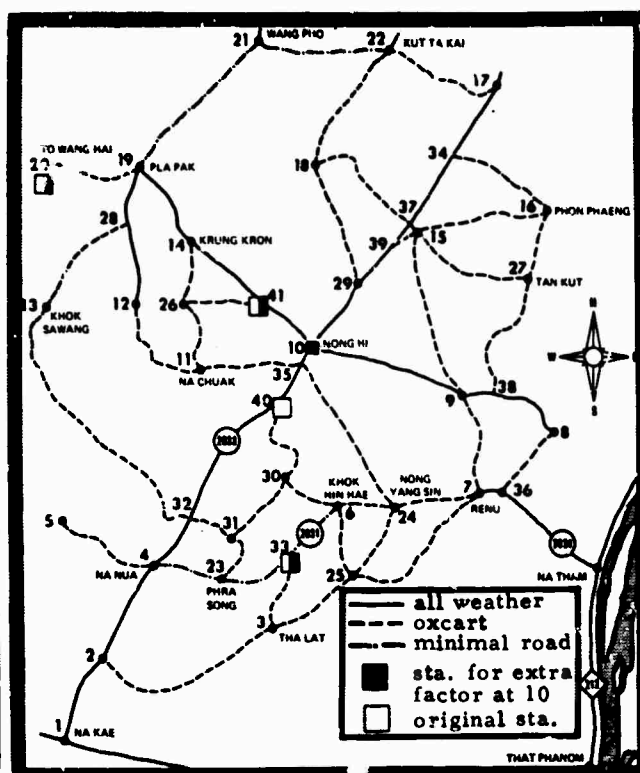 WANG PHO
21
22
KUT TA KAI
17
TO WANG HAI
19
PLA PAK
34
18
16
PHON PHAENG
28
37
15
14
KRUNG KRON
39
27
TAN KUT
29
13
KHOK
SAWANG
12
26
41
10
NONG HI
11
NA CHUAK
35
38
9
40
8
30
KHOK
HIN HAE
NONG
YANG SIN
7
36
RENU
6
24
32
31
5
33
2031
4
NA NUA
23
PHRA
SONG
25
NA THAM
3
THA LAT
2
1
NA KAE
all weather
oxcart
minimal road
sta. for extra
factor at 10
original sta.
N
W
E
S
THAT PHANOM